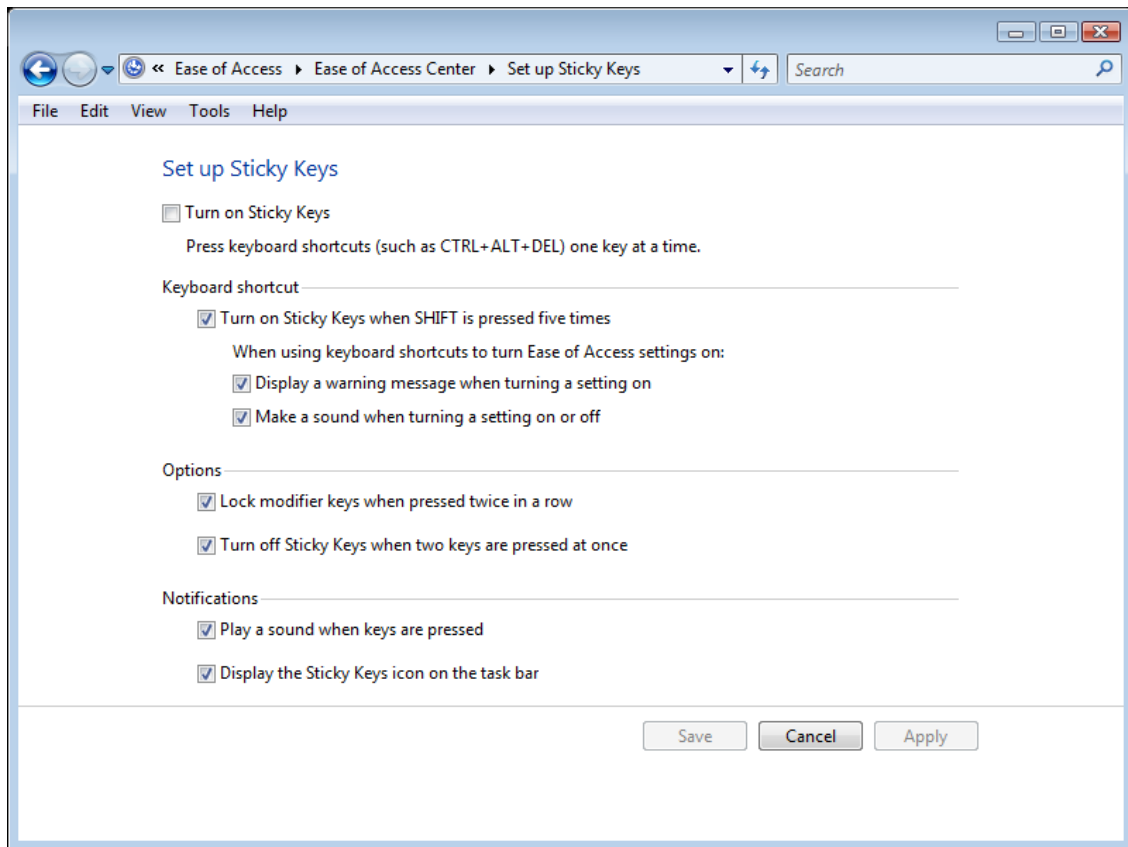 « Ease of Access ▸ Ease of Access Center ▸ Set up Sticky Keys Search
File Edit View Tools Help
Set up Sticky Keys
Turn on Sticky Keys
Press keyboard shortcuts (such as CTRL+ALT+DEL) one key at a time.
Keyboard shortcut
Turn on Sticky Keys when SHIFT is pressed five times
When using keyboard shortcuts to turn Ease of Access settings on:
Display a warning message when turning a setting on
Make a sound when turning a setting on or off
Options
Lock modifier keys when pressed twice in a row
Turn off Sticky Keys when two keys are pressed at once
Notifications
Play a sound when keys are pressed
Display the Sticky Keys icon on the task bar
Save Cancel Apply